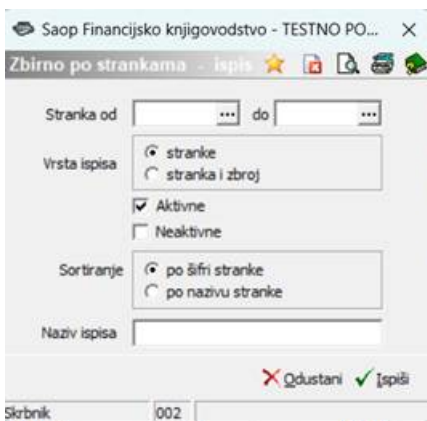 Saop Financijsko knjigovodstvo - TESTNO PO...
Zbirno po strankama - ispis
Stranka od do
Vrsta ispisa
stranke
stranka i zbroj
Aktivne
Neaktivne
Sortiranje
po šifri stranke
po nazivu stranke
Naziv ispisa
Odustani Ispiši
Skrbnik 002